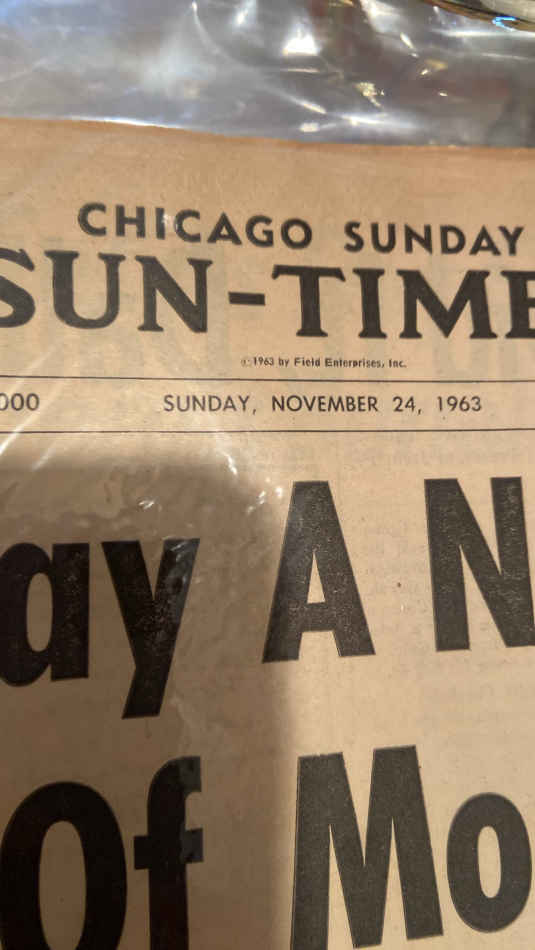 CHICAGO SUNDAY
SUN-TIME
©1963 by Field Enterprises, Inc.
000 SUNDAY, NOVEMBER 24, 1963
ay A N
Of Mo